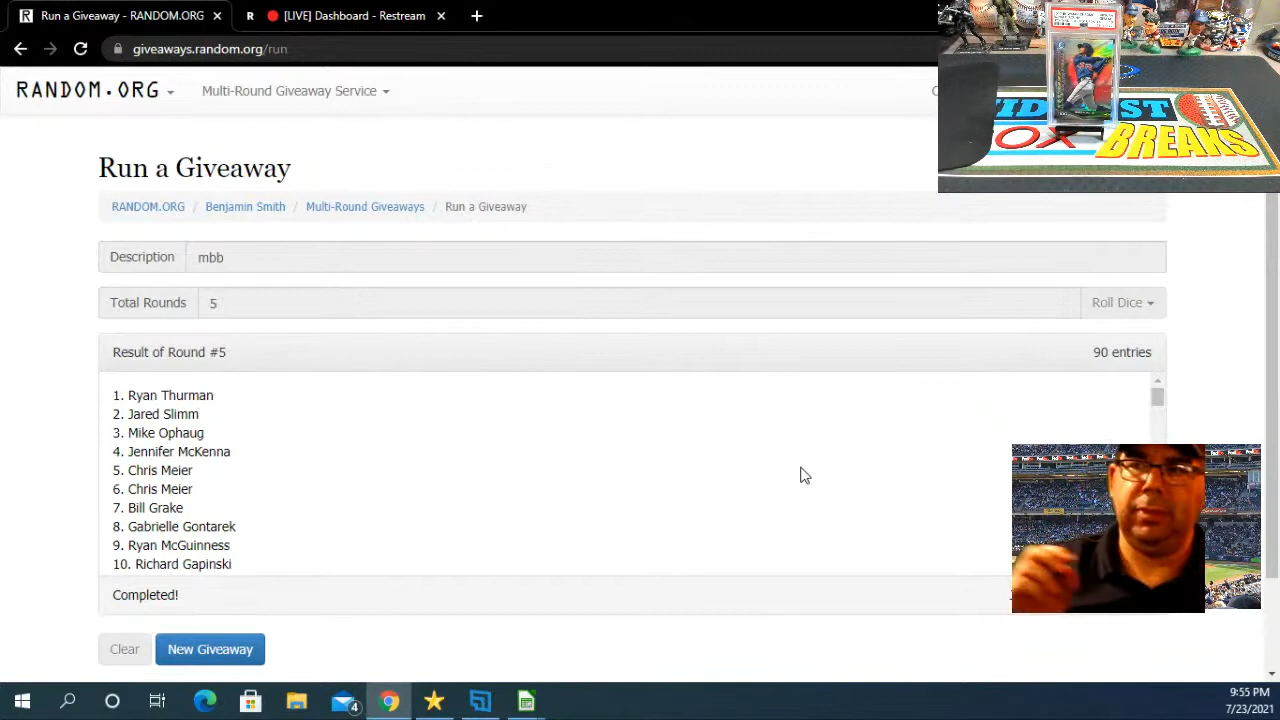 Run a Giveaway - RANDOM.ORG
R
[LIVE] Dashboard - Restream
giveaways.random.org/run
RANDOM.ORG
Multi-Round Giveaway Service
Run a Giveaway
RANDOM.ORG / Benjamin Smith / Multi-Round Giveaways / Run a Giveaway
Description
mbb
Total Rounds
5
Roll Dice
Result of Round #5
90 entries
1. Ryan Thurman
2. Jared Slimm
3. Mike Ophaug
4. Jennifer McKenna
5. Chris Meier
6. Chris Meier
7. Bill Grake
8. Gabrielle Gontarek
9. Ryan McGuinness
10. Richard Gapinski
Completed!
Clear
New Giveaway
BREAKS
FedEx
4
9:55 PM
7/23/2021